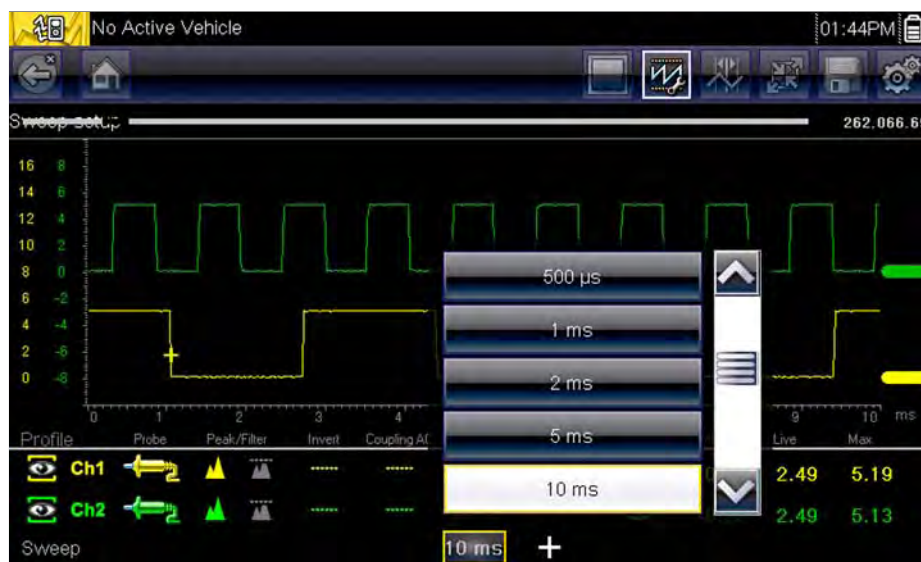 No Active Vehicle
01:44PM
Sweep setup
262,066.6
16 8
14 6
12 4
10 2
8 0
6 -2
4 -4
2 -6
0 -8
0 1 2 3 4 9 10 ms
Profile Probe Peak/Filter Invert Coupling AC Live Max
Ch1 2.49 5.19
Ch2 2.49 5.13
500 µs
1 ms
2 ms
5 ms
10 ms
Sweep 10 ms +